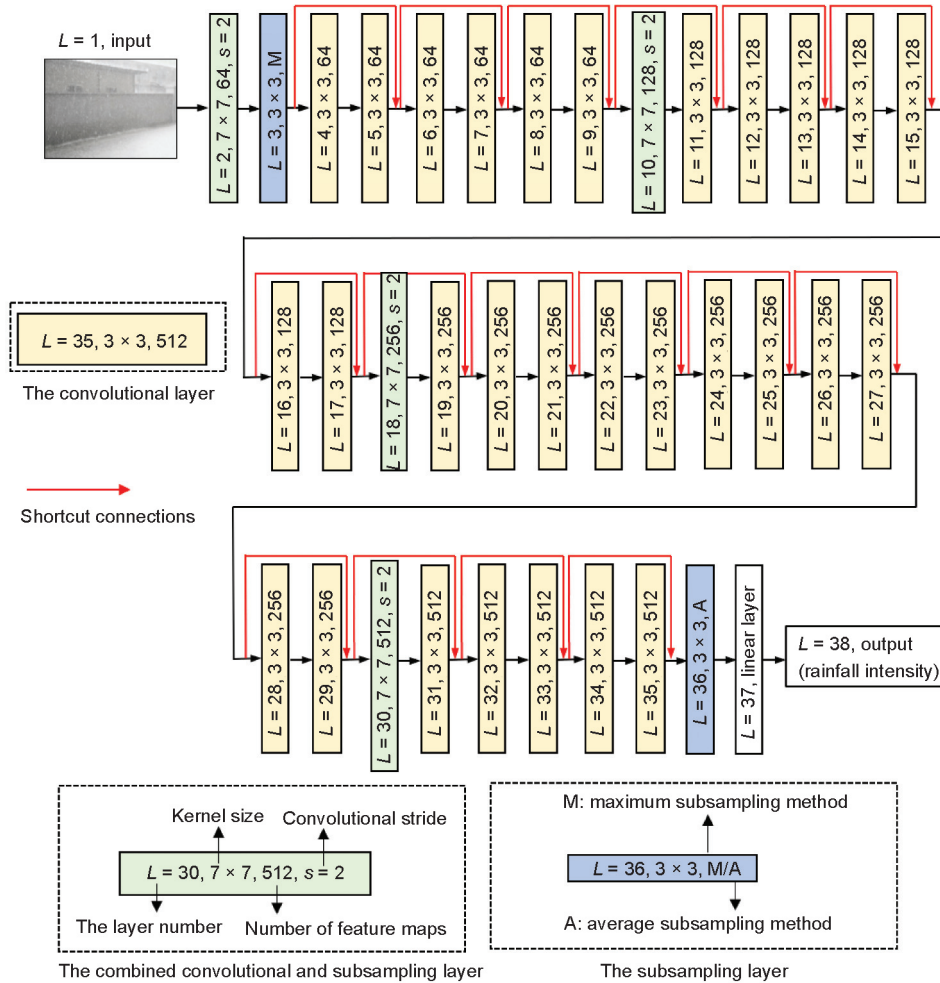 L = 1, input
L = 2, 7 × 7, 64, s = 2
L = 3, 3 × 3, M
L = 4, 3 × 3, 64
L = 5, 3 × 3, 64
L = 6, 3 × 3, 64
L = 7, 3 × 3, 64
L = 8, 3 × 3, 64
L = 9, 3 × 3, 64
L = 10, 7 × 7, 128, s = 2
L = 11, 3 × 3, 128
L = 12, 3 × 3, 128
L = 13, 3 × 3, 128
L = 14, 3 × 3, 128
L = 15, 3 × 3, 128
L = 35, 3 × 3, 512
The convolutional layer
L = 16, 3 × 3, 128
L = 17, 3 × 3, 128
L = 18, 7 × 7, 256, s = 2
L = 19, 3 × 3, 256
L = 20, 3 × 3, 256
L = 21, 3 × 3, 256
L = 22, 3 × 3, 256
L = 23, 3 × 3, 256
L = 24, 3 × 3, 256
L = 25, 3 × 3, 256
L = 26, 3 × 3, 256
L = 27, 3 × 3, 256
Shortcut connections
L = 28, 3 × 3, 256
L = 29, 3 × 3, 256
L = 30, 7 × 7, 512, s = 2
L = 31, 3 × 3, 512
L = 32, 3 × 3, 512
L = 33, 3 × 3, 512
L = 34, 3 × 3, 512
L = 35, 3 × 3, 512
L = 36, 3 × 3, A
L = 37, linear layer
L = 38, output
(rainfall intensity)
Kernel size
Convolutional stride
L = 30, 7 × 7, 512, s = 2
The layer number
Number of feature maps
The combined convolutional and subsampling layer
M: maximum subsampling method
L = 36, 3 × 3, M/A
A: average subsampling method
The subsampling layer